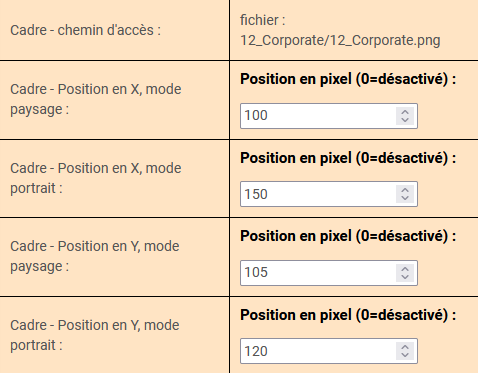 Cadre - chemin d'accès :
fichier :
12_Corporate/12_Corporate.png
Cadre - Position en X, mode
paysage :
Position en pixel (0=désactivé) :
100
Cadre - Position en X, mode
portrait :
Position en pixel (0=désactivé) :
150
Cadre - Position en Y, mode
paysage :
Position en pixel (0=désactivé) :
105
Cadre - Position en Y, mode
portrait :
Position en pixel (0=désactivé) :
120